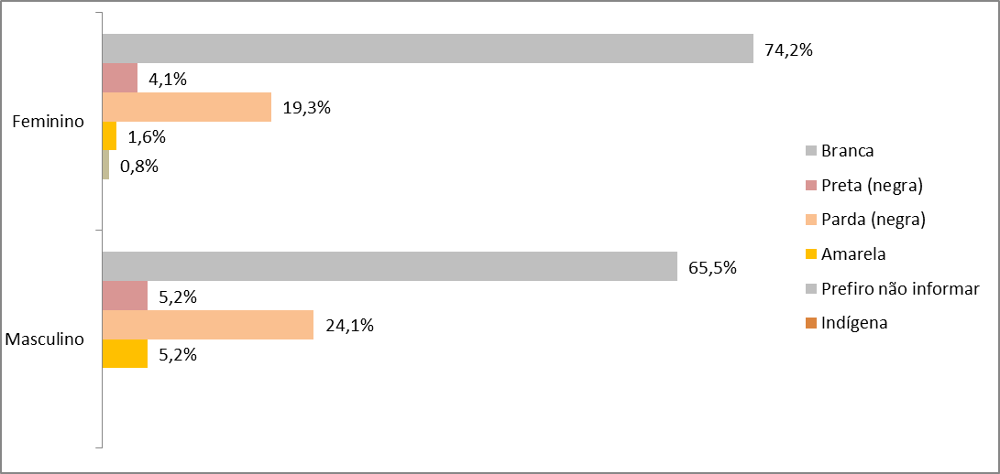 74,2%
4,1%
19,3%
Feminino
1,6%
0,8%
65,5%
5,2%
24,1%
Masculino
5,2%
Branca
Preta (negra)
Parda (negra)
Amarela
Prefiro não informar
Indígena